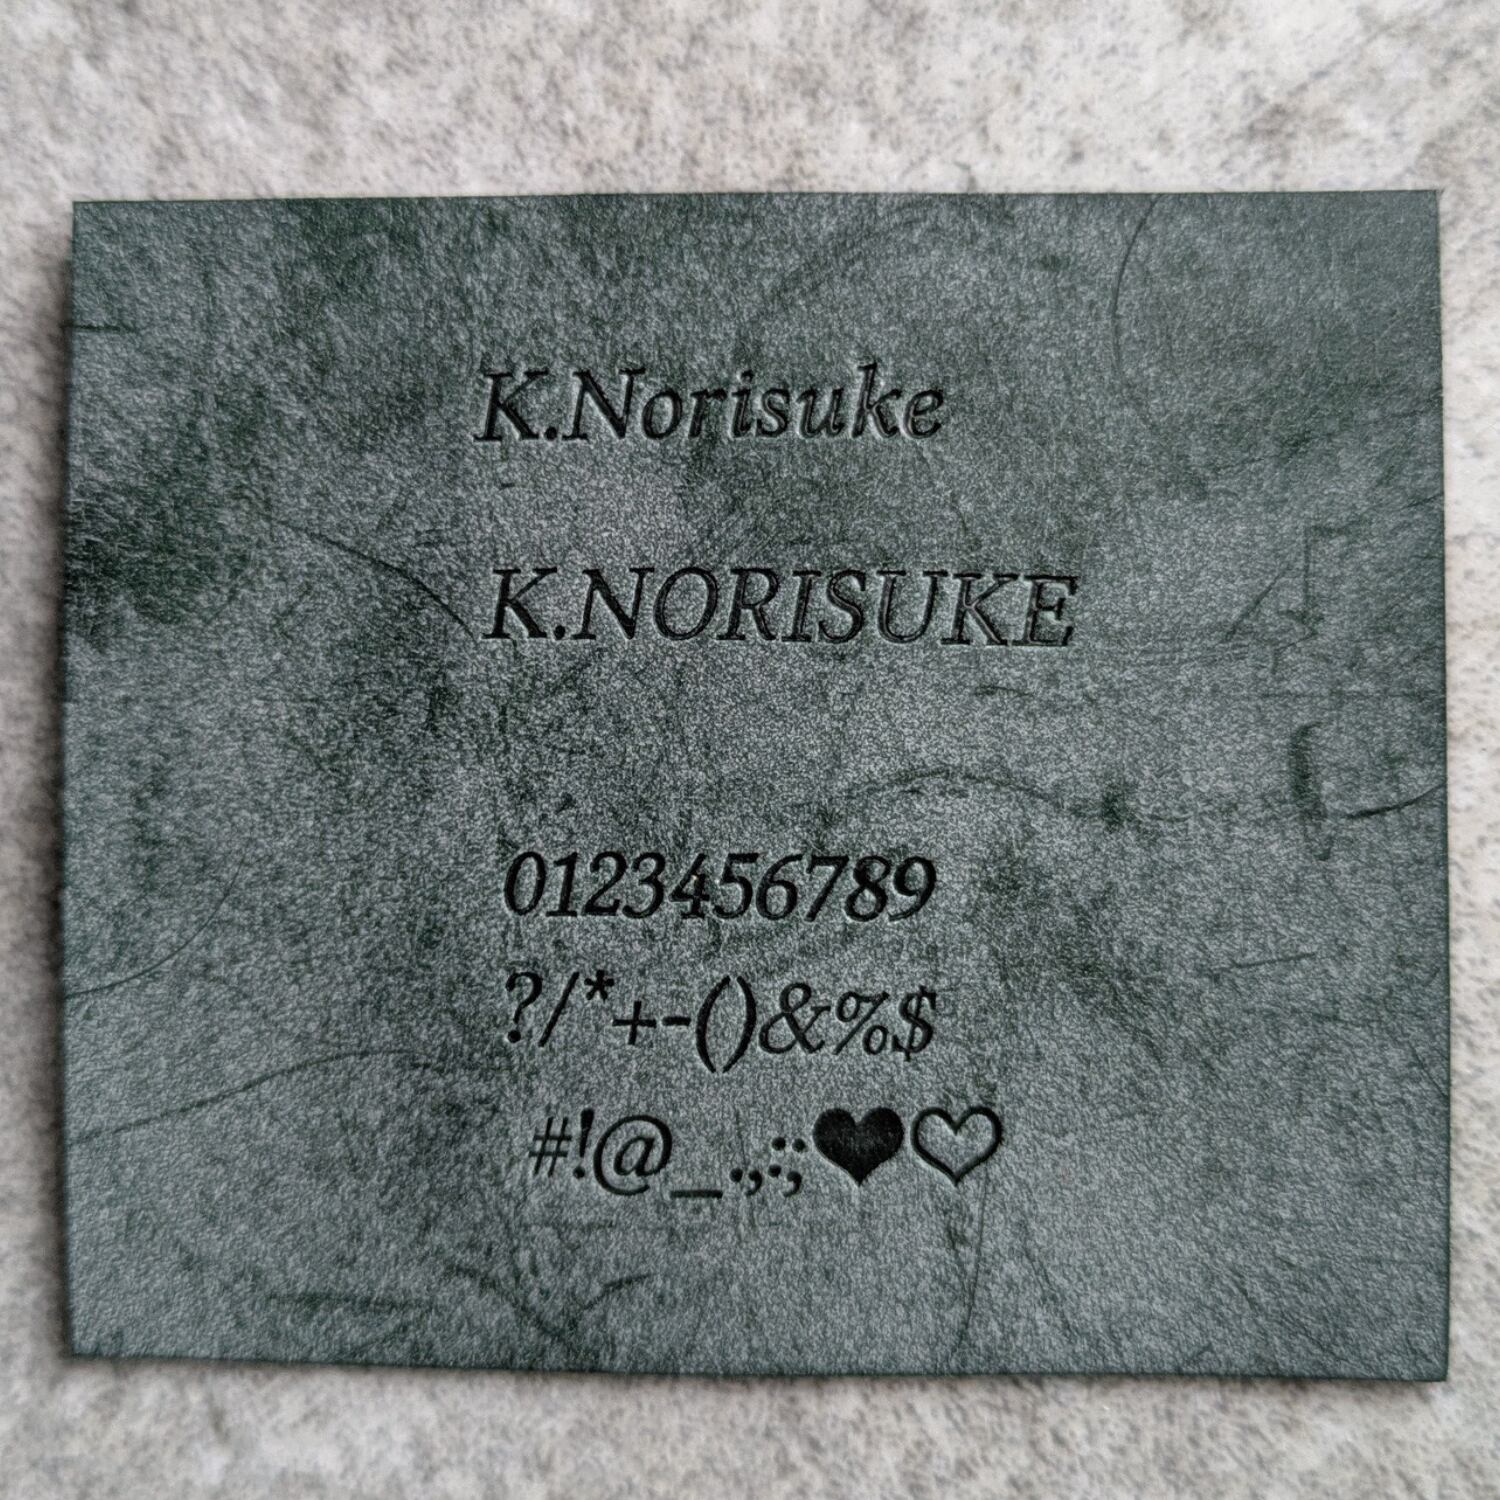 K.Norisuke
K.NORISUKE
0123456789
?/*+-()&%$
#!@_.,:;♥♡